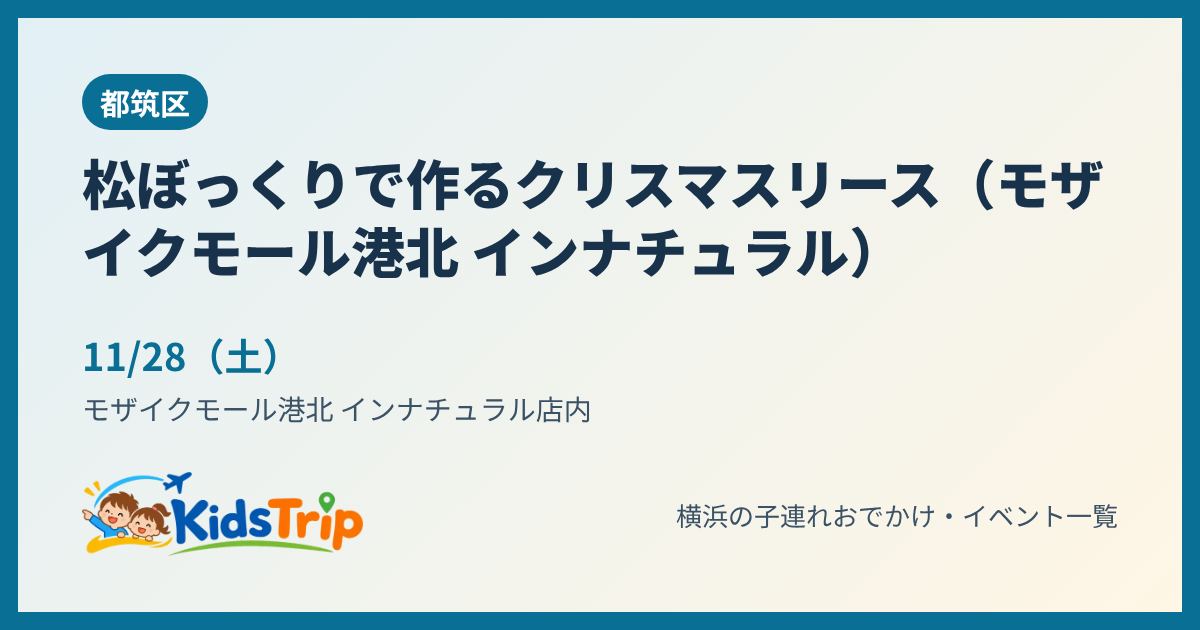 都筑区
松ぼっくりで作るクリスマスリース（モザ
イクモール港北 インナチュラル）
11/28（土）
モザイクモール港北 インナチュラル店内
KidsTrip
横浜の子連れおでかけ・イベント一覧